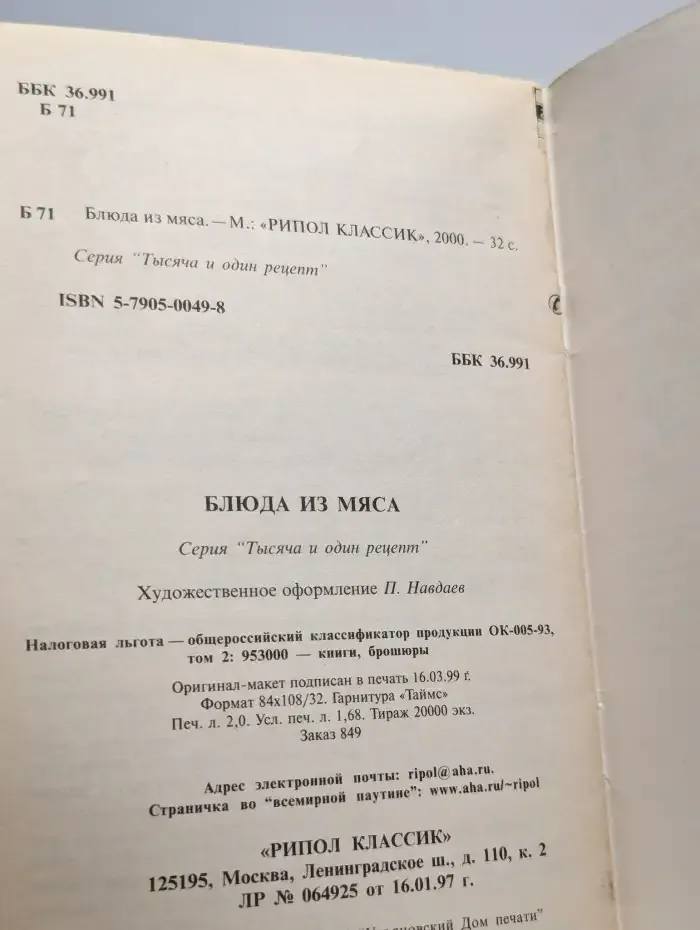 ББК 36.991
Б 71
Б 71 Блюда из мяса. — М.: «РИПОЛ КЛАССИК», 2000. — 32 с.
Серия "Тысяча и один рецепт"
ISBN 5-7905-0049-8
ББК 36.991
БЛЮДА ИЗ МЯСА
Серия "Тысяча и один рецепт"
Художественное оформление П. Навдаев
Налоговая льгота — общероссийский классификатор продукции ОК-005-93,
том 2: 953000 — книги, брошюры
Оригинал-макет подписан в печать 16.03.99 г.
Формат 84х108/32. Гарнитура «Таймс»
Печ. л. 2,0. Усл. печ. л. 1,68. Тираж 20000 экз.
Заказ 849
Адрес электронной почты: ripol@aha.ru.
Страничка во "всемирной паутине": www.aha.ru/~ripol
«РИПОЛ КЛАССИК»
125195, Москва, Ленинградское ш., д. 110, к. 2
ЛР № 064925 от 16.01.97 г.
Дом печати"